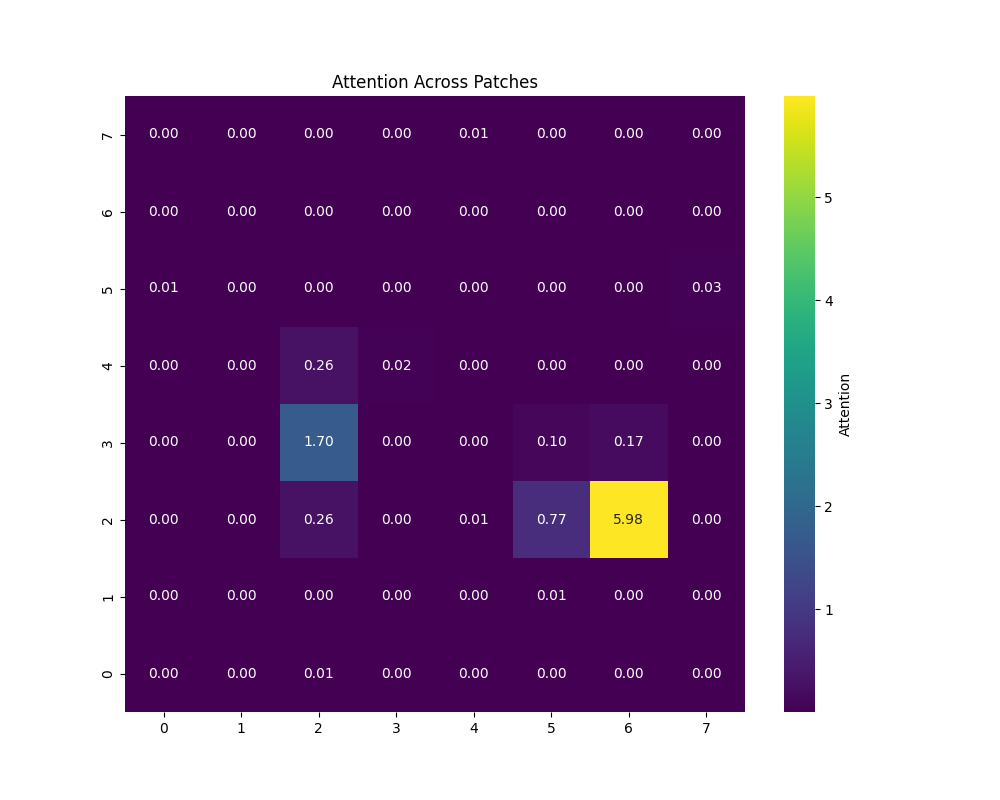 Attention Across Patches
7 0.00 0.00 0.00 0.00 0.01 0.00 0.00 0.00
6 0.00 0.00 0.00 0.00 0.00 0.00 0.00 0.00
5 0.01 0.00 0.00 0.00 0.00 0.00 0.00 0.03
4 0.00 0.00 0.26 0.02 0.00 0.00 0.00 0.00
3 0.00 0.00 1.70 0.00 0.00 0.10 0.17 0.00
2 0.00 0.00 0.26 0.00 0.01 0.77 5.98 0.00
1 0.00 0.00 0.00 0.00 0.00 0.01 0.00 0.00
0 0.00 0.00 0.01 0.00 0.00 0.00 0.00 0.00
0 1 2 3 4 5 6 7
5
4
3
2
1
Attention